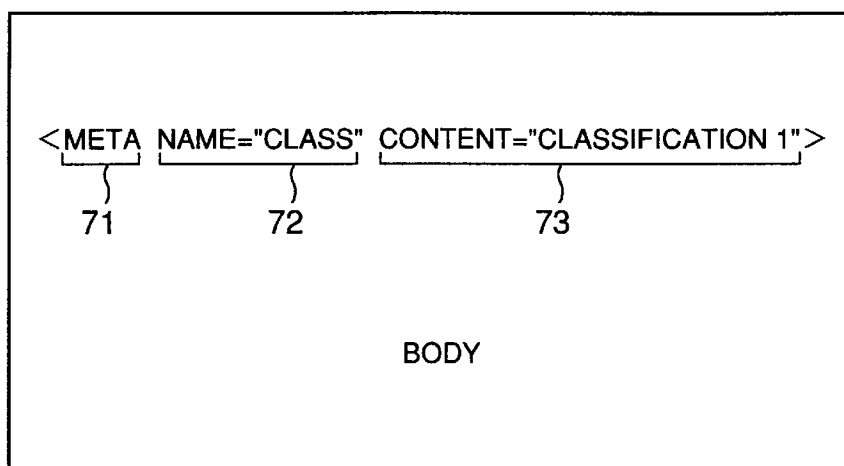 <META NAME="CLASS" CONTENT="CLASSIFICATION 1">
71 72 73
BODY